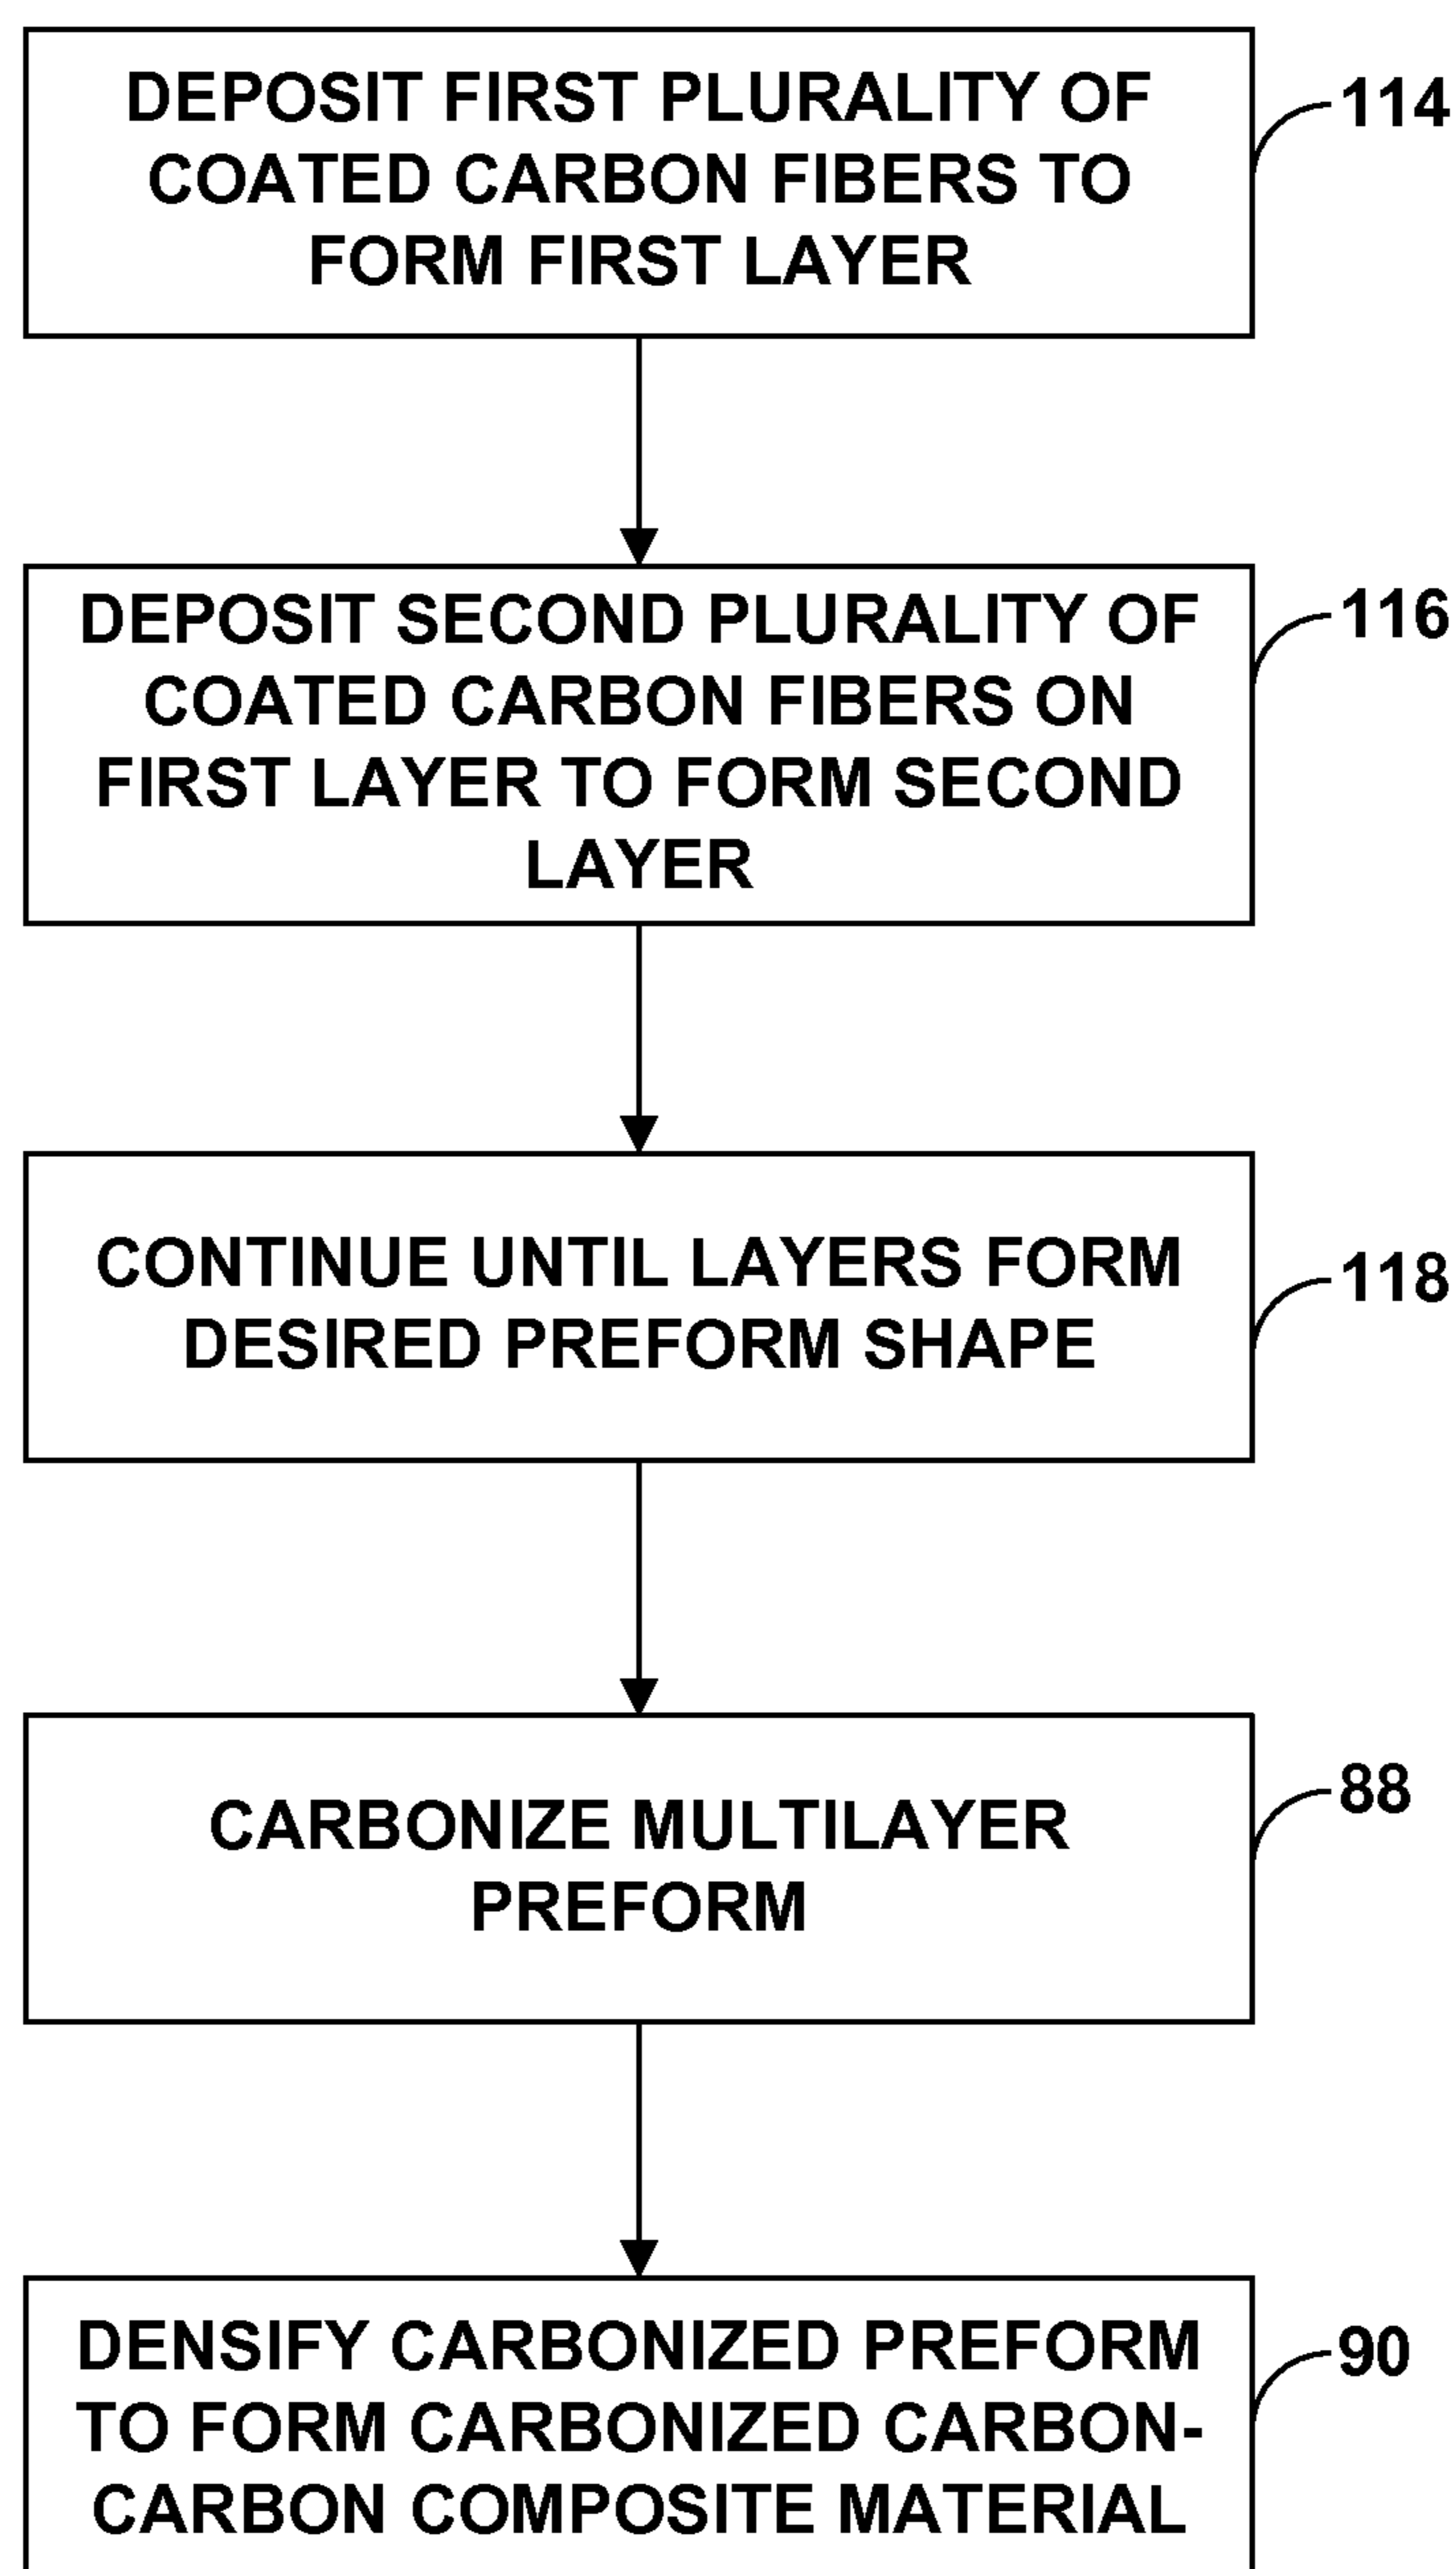 DEPOSIT FIRST PLURALITY OF
COATED CARBON FIBERS TO
FORM FIRST LAYER
114
DEPOSIT SECOND PLURALITY OF
COATED CARBON FIBERS ON
FIRST LAYER TO FORM SECOND
LAYER
116
CONTINUE UNTIL LAYERS FORM
DESIRED PREFORM SHAPE
118
CARBONIZE MULTILAYER
PREFORM
88
DENSIFY CARBONIZED PREFORM
TO FORM CARBONIZED CARBON-
CARBON COMPOSITE MATERIAL
90